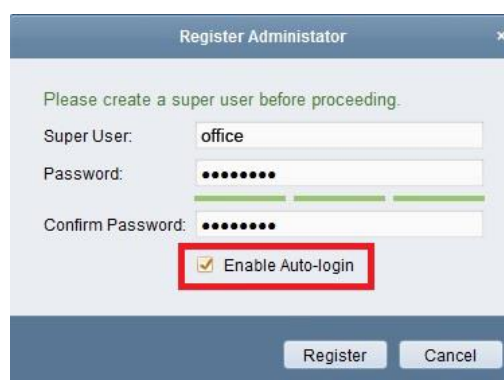 Register Administator
Please create a super user before proceeding.
Super User: office
Password: ●●●●●●●●
Confirm Password: ●●●●●●●●
Enable Auto-login
Register Cancel